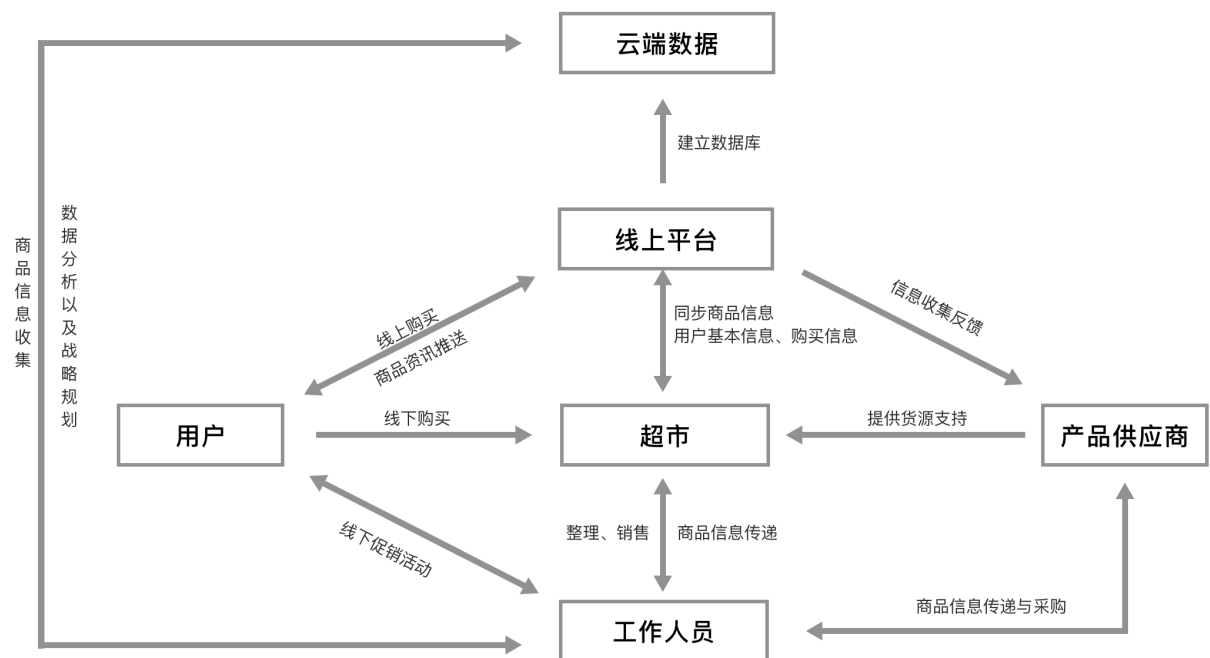 云端数据
建立数据库
线上平台
商品信息收集
数据分析以及战略规划
线上购买
商品资讯推送
同步商品信息
用户基本信息、购买信息
信息收集反馈
用户
线下购买
超市
提供货源支持
产品供应商
线下促销活动
整理、销售
商品信息传递
商品信息传递与采购
工作人员